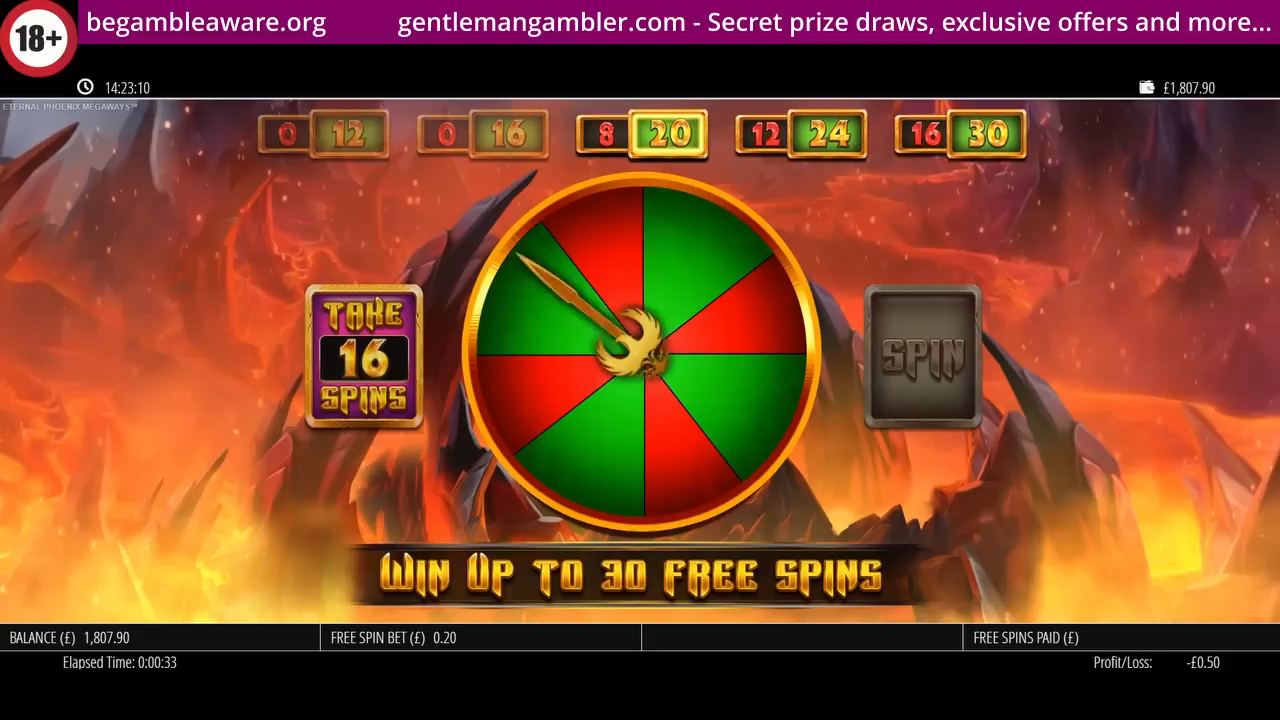 18+
begambleaware.org
gentlemangambler.com - Secret prize draws, exclusive offers and more...
14:23:10
£1,807.90
ETERNAL PHOENIX MEGAWAYS™
0 12
0 16
8 20
12 24
16 30
TAKE
16
SPINS
SPIN
WIN UP TO 30 FREE SPINS
BALANCE (£) 1,807.90
FREE SPIN BET (£) 0.20
FREE SPINS PAID (£)
Elapsed Time: 0:00:33
Profit/Loss: -£0.50